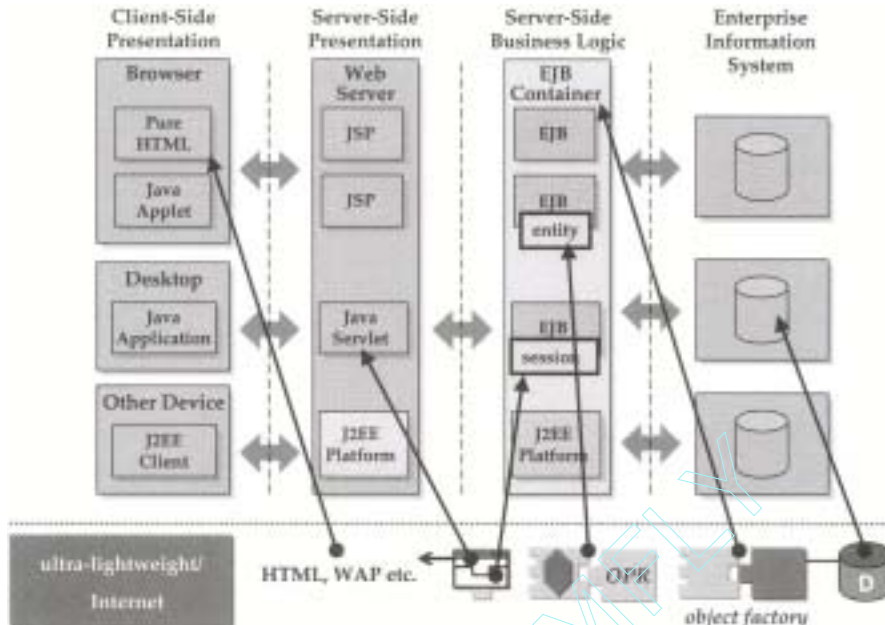 Client-Side
Presentation
Server-Side
Presentation
Server-Side
Business Logic
Enterprise
Information
System
Browser
Pure
HTML
Java
Applet
Desktop
Java
Application
Other Device
J2EE
Client
Web
Server
JSP
JSP
Java
Servlet
J2EE
Platform
EJB
Container
EJB
EJB
entity
EJB
session
J2EE
Platform
ultra-lightweight/
Internet
HTML, WAP etc.
OPR
object factory
D